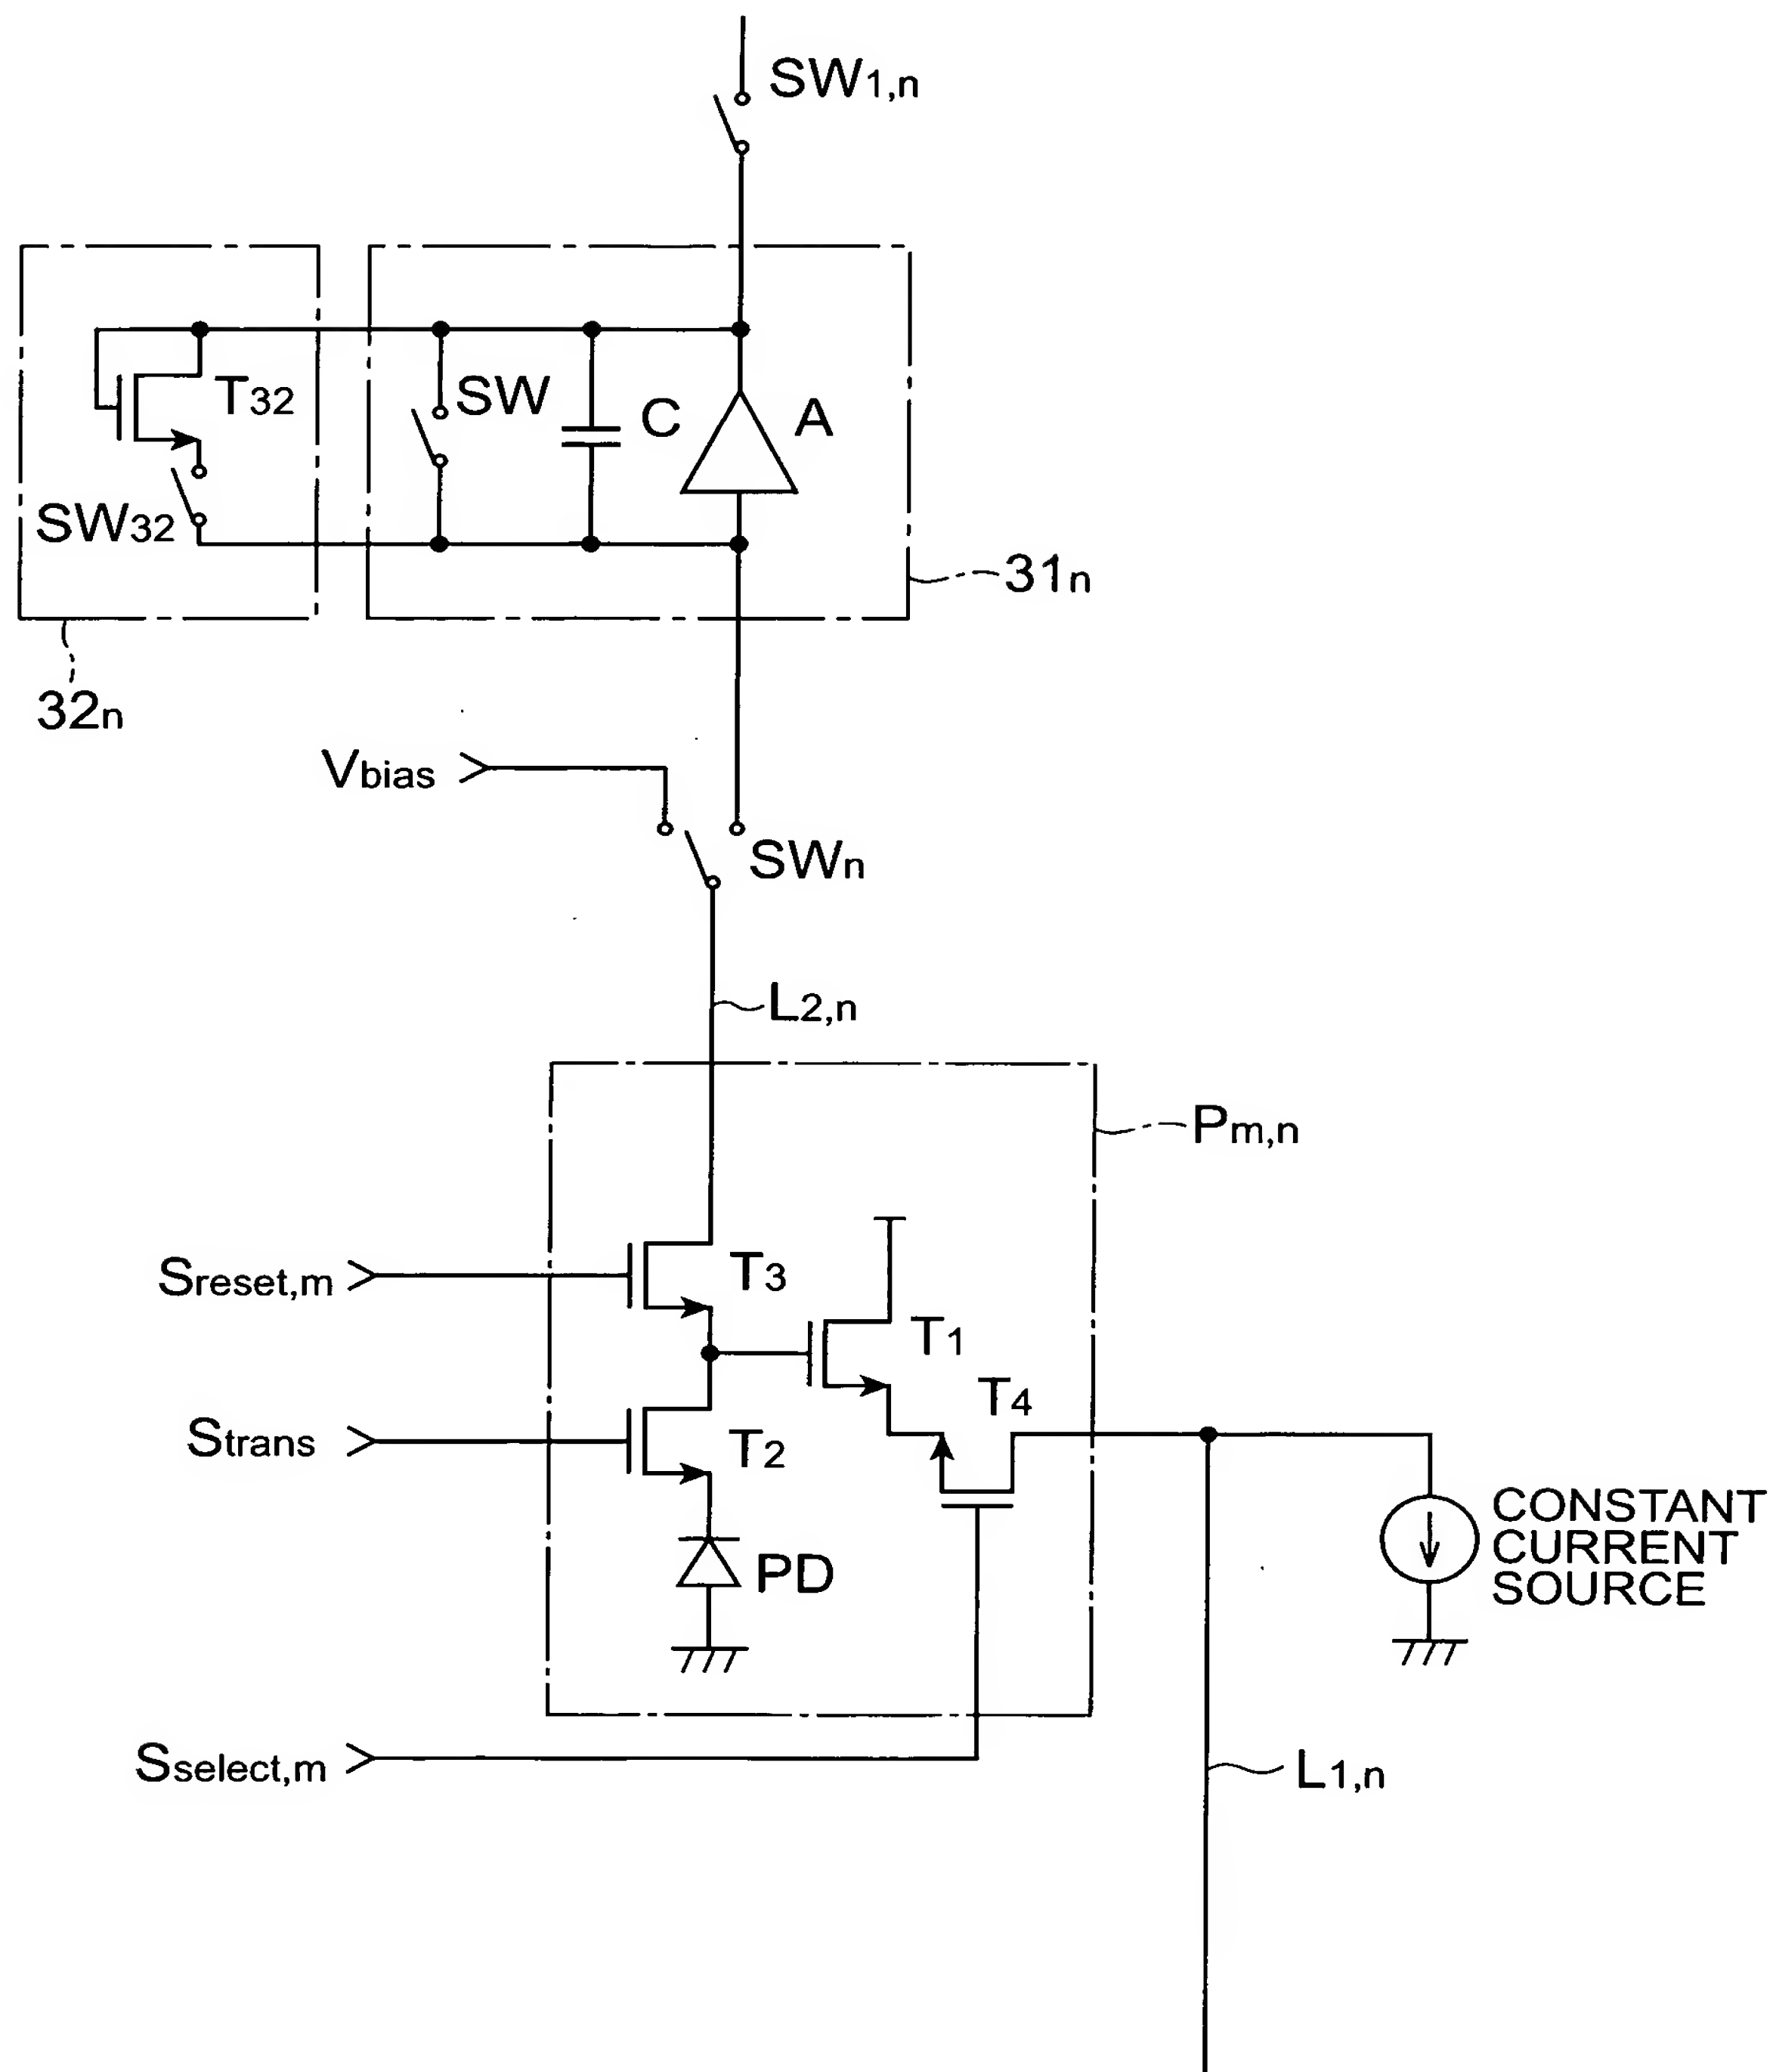 SW1,n
T32
SW
C
A
SW32
31n
32n
Vbias
SWn
L2,n
Pm,n
Sreset,m
T3
T1
T4
Strans
T2
CONSTANT
CURRENT
SOURCE
PD
Sselect,m
L1,n